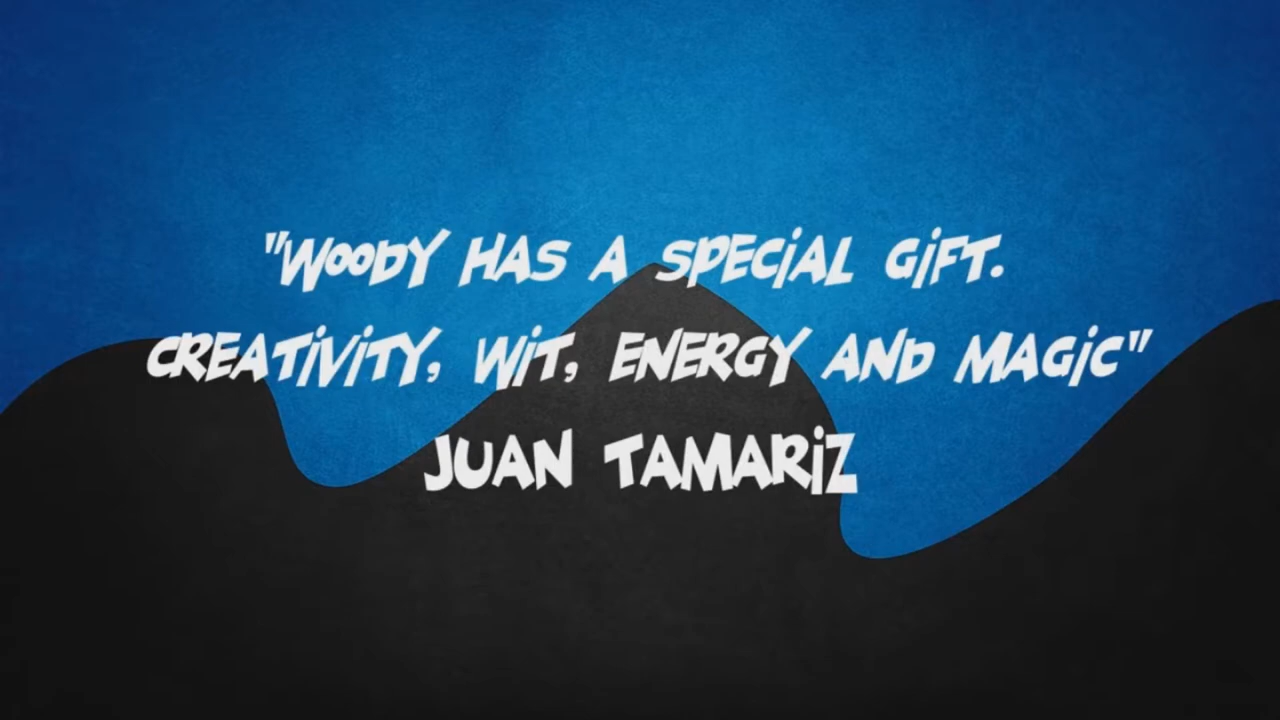 "WOODY HAS A SPECIAL GIFT.
CREATIVITY, WIT, ENERGY AND MAGIC"
JUAN TAMARIZ